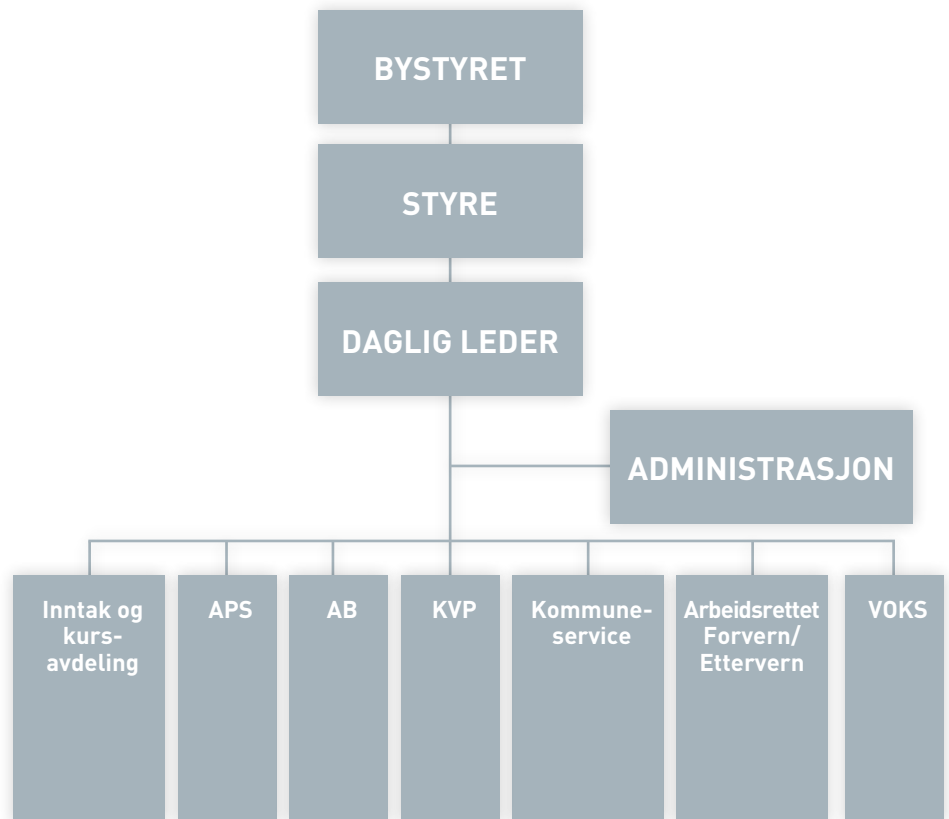 BYSTYRET
STYRE
DAGLIG LEDER
ADMINISTRASJON
Inntak og
kurs-
avdeling
APS
AB
KVP
Kommune-
service
Arbeidsrettet
Forvern/
Ettervern
VOKS